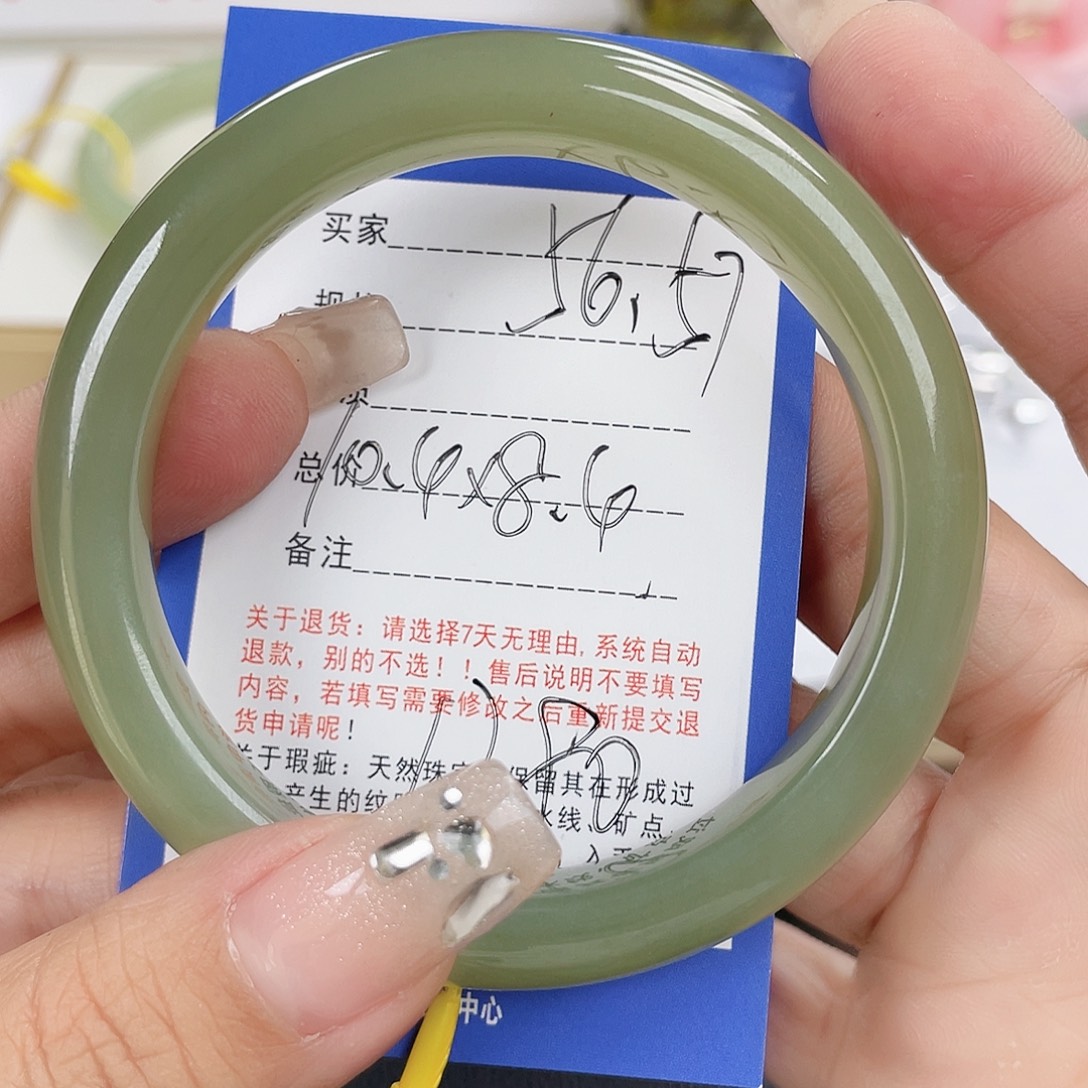 买家
56.57
总价
10.4x8.6
备注
关于退货：请选择7天无理由，系统自动
退款，别的不选！！售后说明不要填写
内容，若填写需要修改之后重新提交退
货申请呢！
关于瑕疵：天然珠宝 保留其在形成过
产生的纹 水线、矿点
入
中心